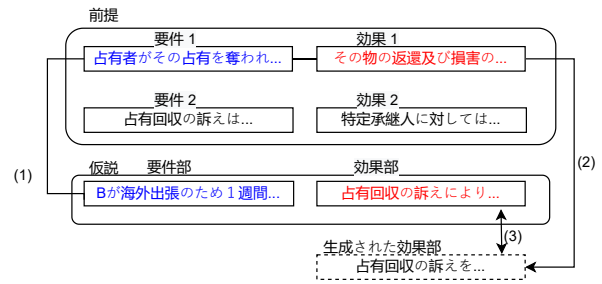 前提
要件 1 効果 1
占有者がその占有を奪われ... その物の返還及び損害の...
要件 2 効果 2
占有回収の訴えは... 特定承継人に対しては...
(1) (2)
仮説 要件部 効果部
Bが海外出張のため１週間... 占有回収の訴えにより...
(3)
生成された効果部
占有回収の訴えを...